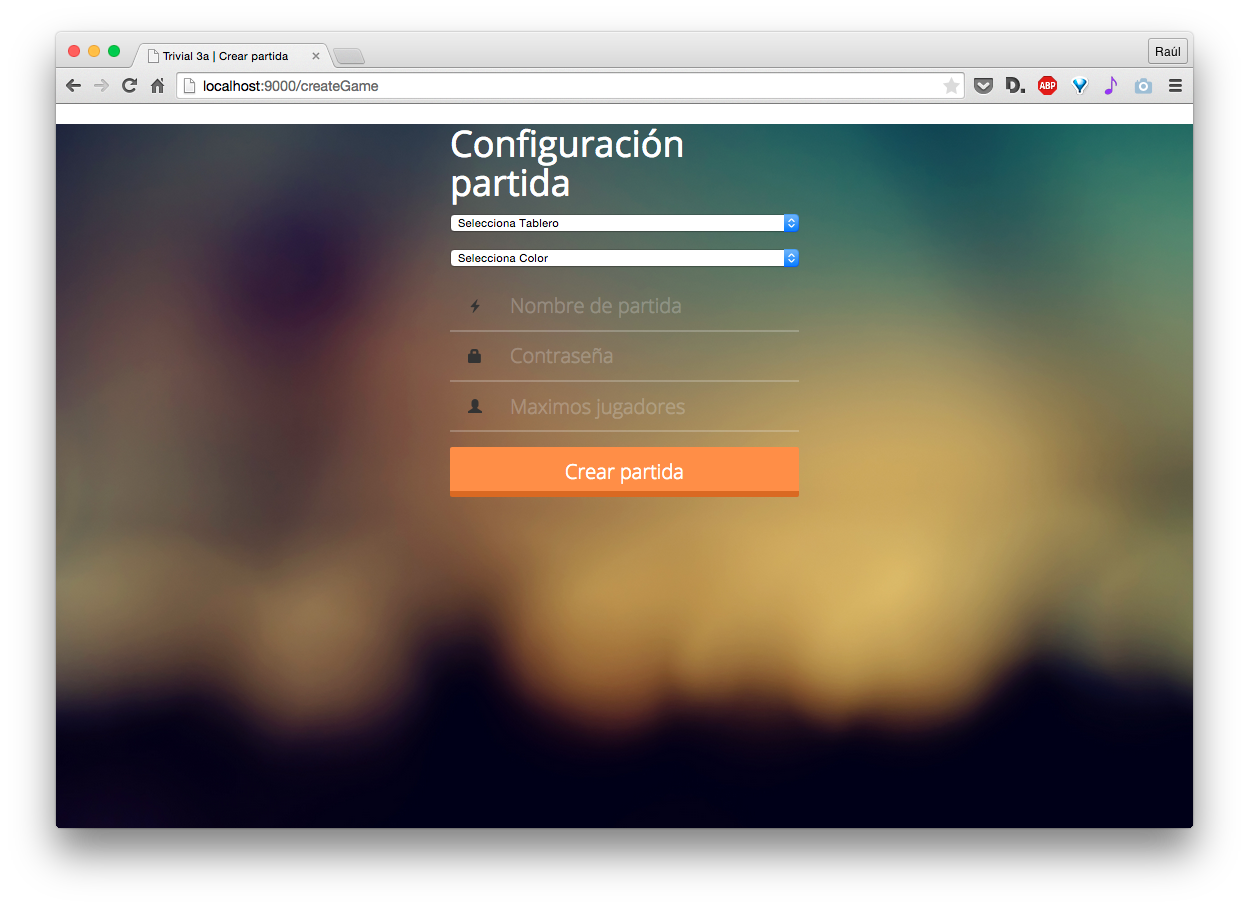 Trivial 3a | Crear partida
Raúl
localhost:9000/createGame
D.
ABP
Configuración
partida
Selecciona Tablero
Selecciona Color
Nombre de partida
Contraseña
Maximos jugadores
Crear partida